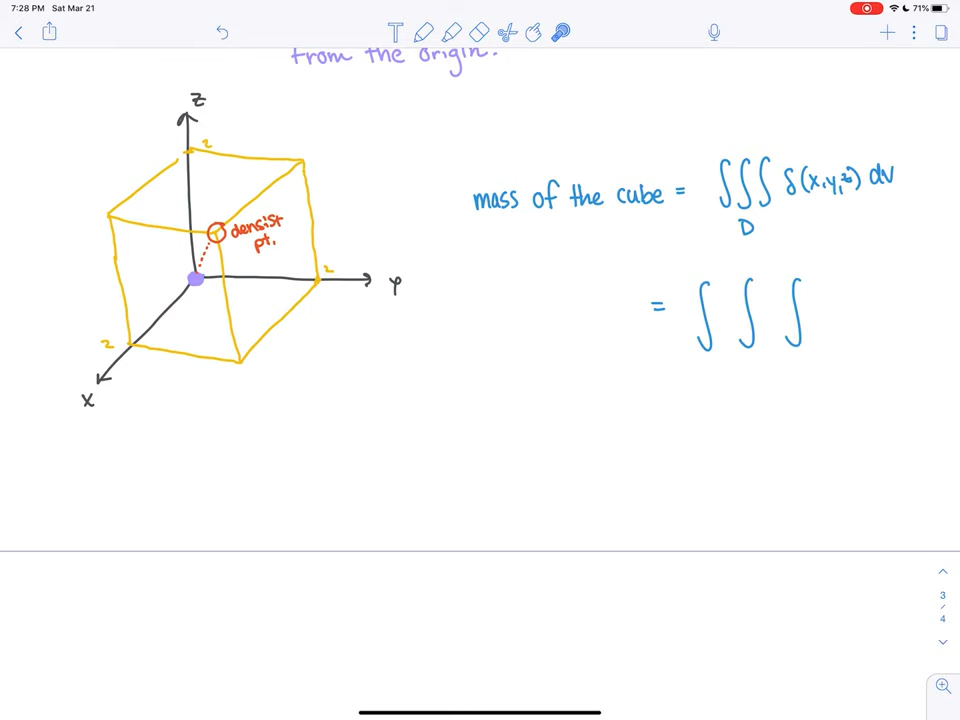 7:28 PM Sat Mar 21
71%
T
from the origin.
z
2
densist
pt.
mass of the cube = ∫∫∫ δ(x,y,z) dv
D
2
y
= ∫ ∫ ∫
2
x
3
/
4